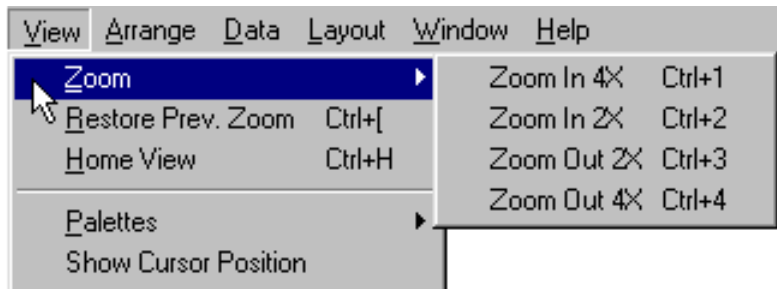 View Arrange Data Layout Window Help
Zoom
Restore Prev. Zoom Ctrl+[
Home View Ctrl+H
Palettes
Show Cursor Position
Zoom In 4X Ctrl+1
Zoom In 2X Ctrl+2
Zoom Out 2X Ctrl+3
Zoom Out 4X Ctrl+4